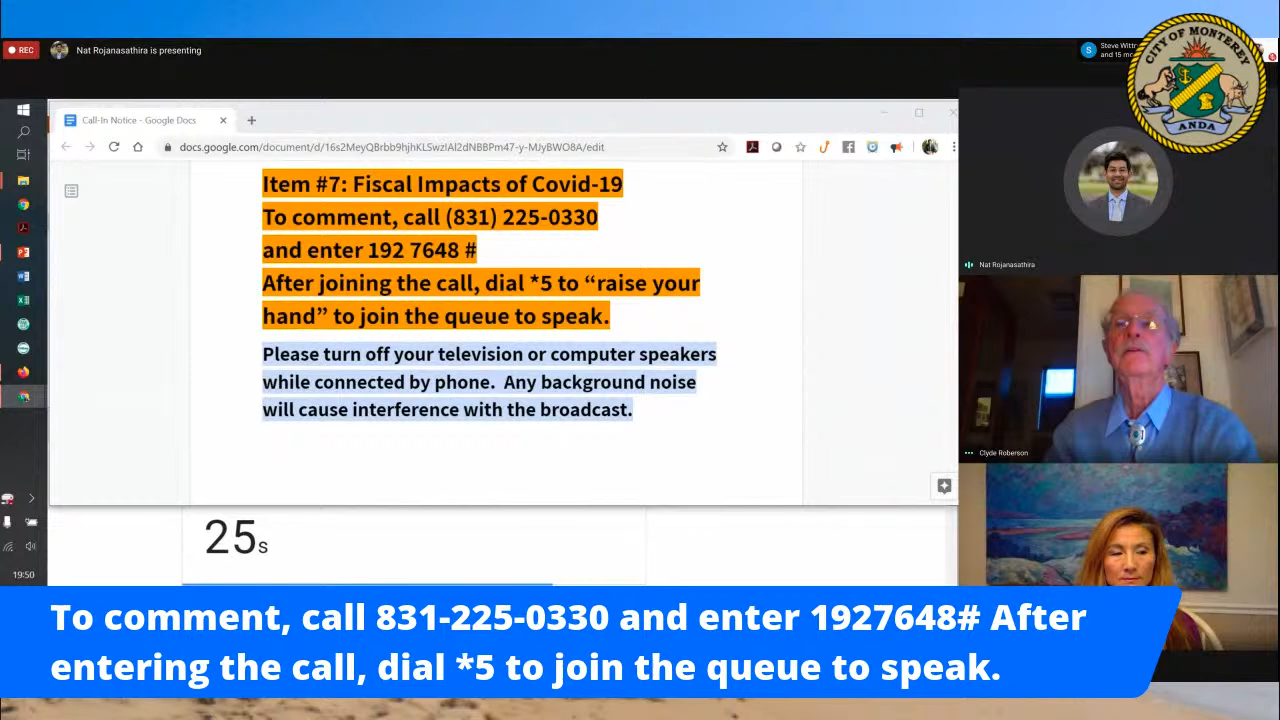 REC
Nat Rojanasathira is presenting
Steve Wittr
and 15 mo
CITY OF MONTEREY
ANDA
Call-In Notice - Google Docs
docs.google.com/document/d/16s2MeyQBrbb9hjhKLSwzIAl2dNBBPm47-y-MJyBWO8A/edit
Item #7: Fiscal Impacts of Covid-19
To comment, call (831) 225-0330
and enter 192 7648 #
After joining the call, dial *5 to “raise your
hand” to join the queue to speak.
Please turn off your television or computer speakers
while connected by phone. Any background noise
will cause interference with the broadcast.
Nat Rojanasathira
Clyde Roberson
25s
19:50
To comment, call 831-225-0330 and enter 1927648# After
entering the call, dial *5 to join the queue to speak.